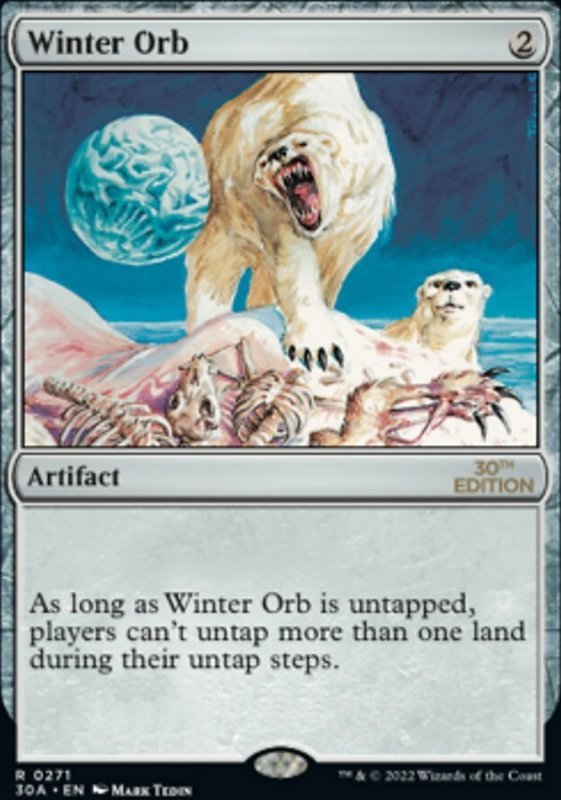 Winter Orb 2
Artifact
30TH
EDITION
As long as Winter Orb is untapped,
players can't untap more than one land
during their untap steps.
R 0271
30A • EN Mark Tedin
™ & © 2022 Wizards of the Coast